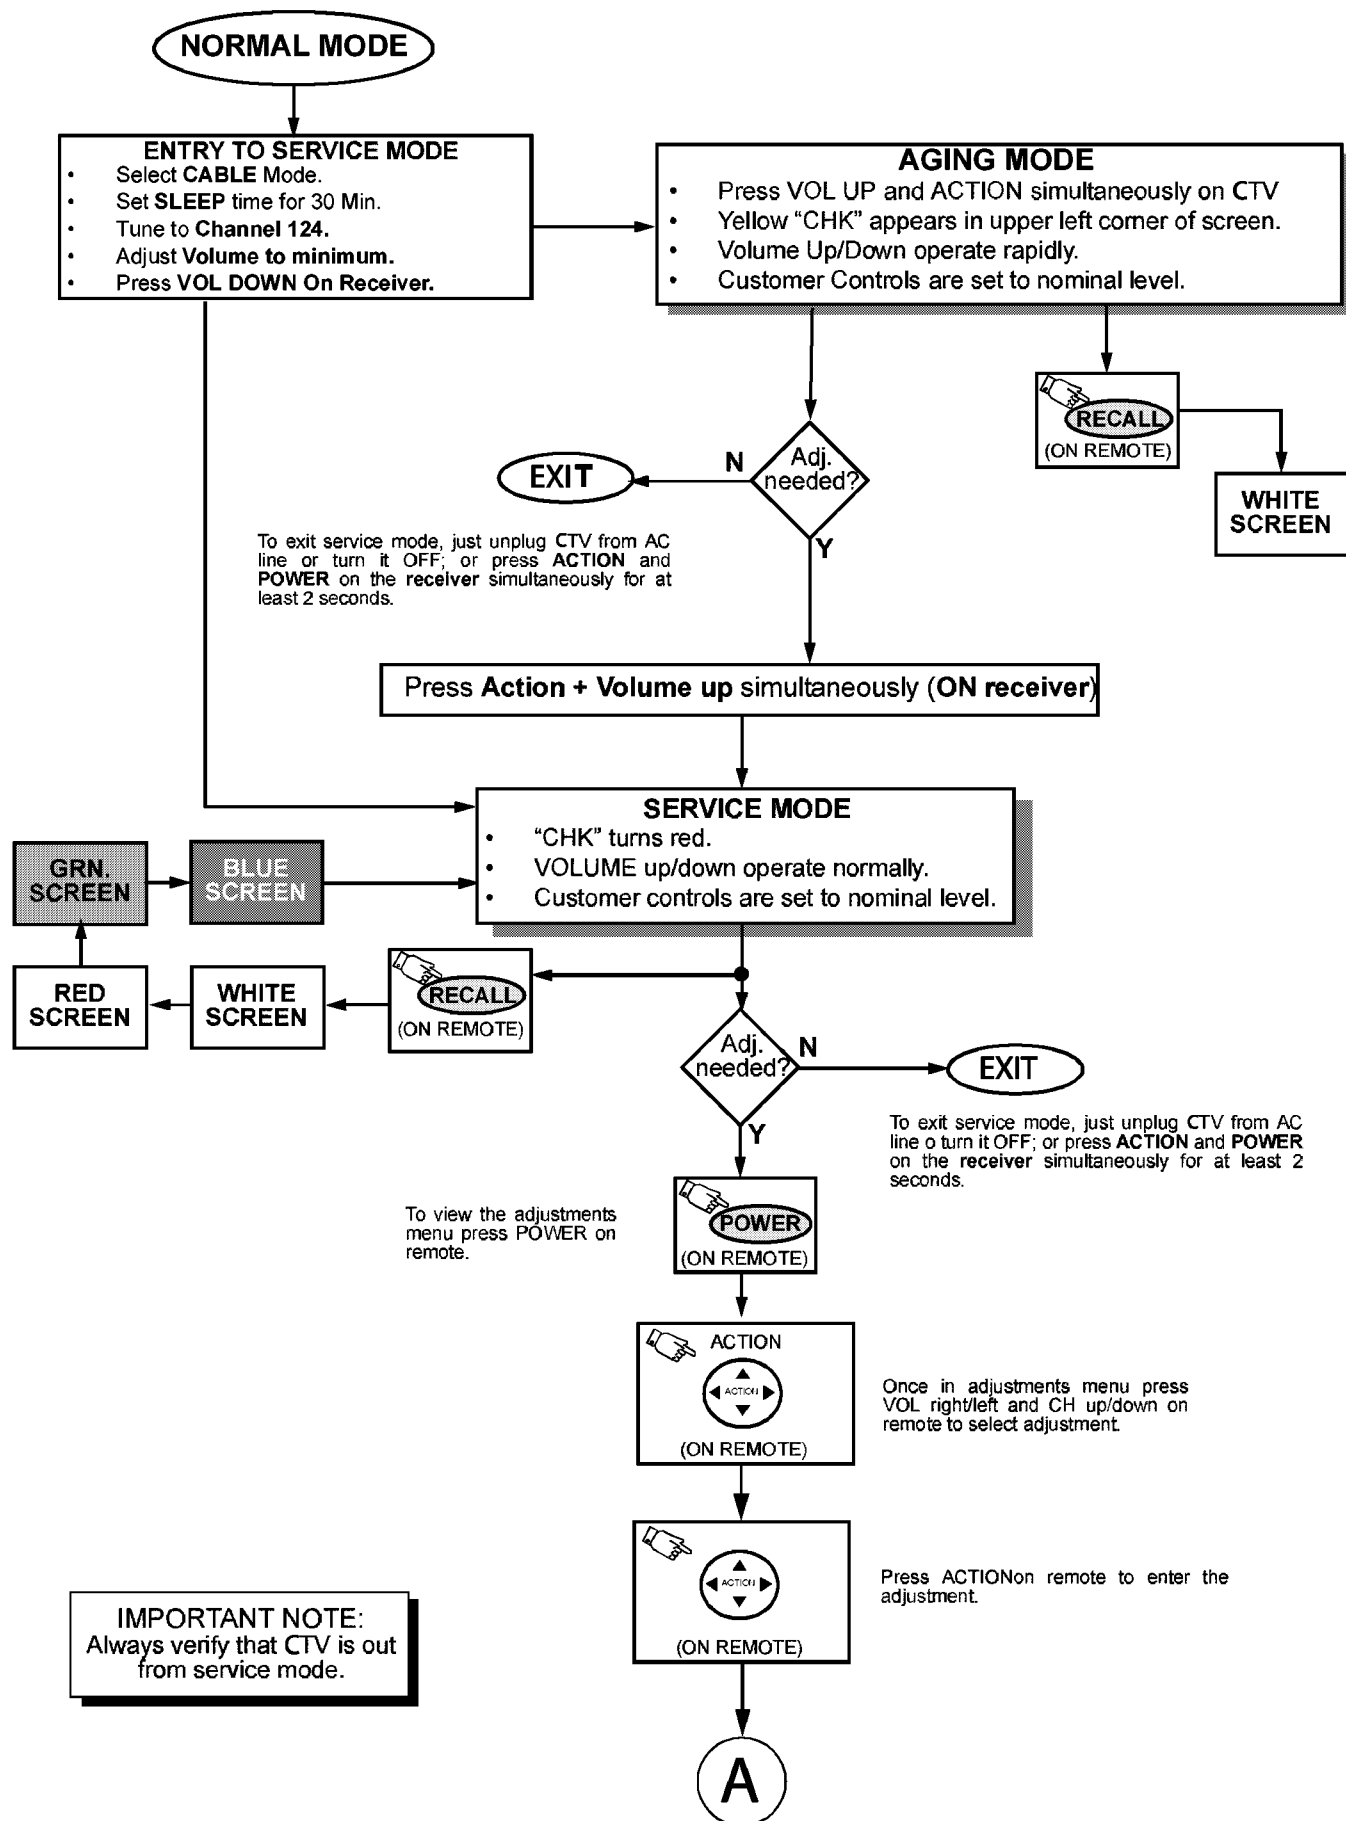 NORMAL MODE
ENTRY TO SERVICE MODE
• Select CABLE Mode.
• Set SLEEP time for 30 Min.
• Tune to Channel 124.
• Adjust Volume to minimum.
• Press VOL DOWN On Receiver.
AGING MODE
• Press VOL UP and ACTION simultaneously on CTV
• Yellow “CHK” appears in upper left corner of screen.
• Volume Up/Down operate rapidly.
• Customer Controls are set to nominal level.
RECALL
(ON REMOTE)
WHITE
SCREEN
Adj.
needed?
N
EXIT
Y
To exit service mode, just unplug CTV from AC
line or turn it OFF; or press ACTION and
POWER on the receiver simultaneously for at
least 2 seconds.
Press Action + Volume up simultaneously (ON receiver)
SERVICE MODE
• “CHK” turns red.
• VOLUME up/down operate normally.
• Customer controls are set to nominal level.
GRN.
SCREEN
BLUE
SCREEN
RED
SCREEN
WHITE
SCREEN
RECALL
(ON REMOTE)
Adj.
needed?
N
EXIT
Y
To exit service mode, just unplug CTV from AC
line o turn it OFF; or press ACTION and POWER
on the receiver simultaneously for at least 2
seconds.
To view the adjustments
menu press POWER on
remote.
POWER
(ON REMOTE)
ACTION
ACTION
(ON REMOTE)
Once in adjustments menu press
VOL right/left and CH up/down on
remote to select adjustment.
ACTION
(ON REMOTE)
Press ACTIONon remote to enter the
adjustment.
IMPORTANT NOTE:
Always verify that CTV is out
from service mode.
A